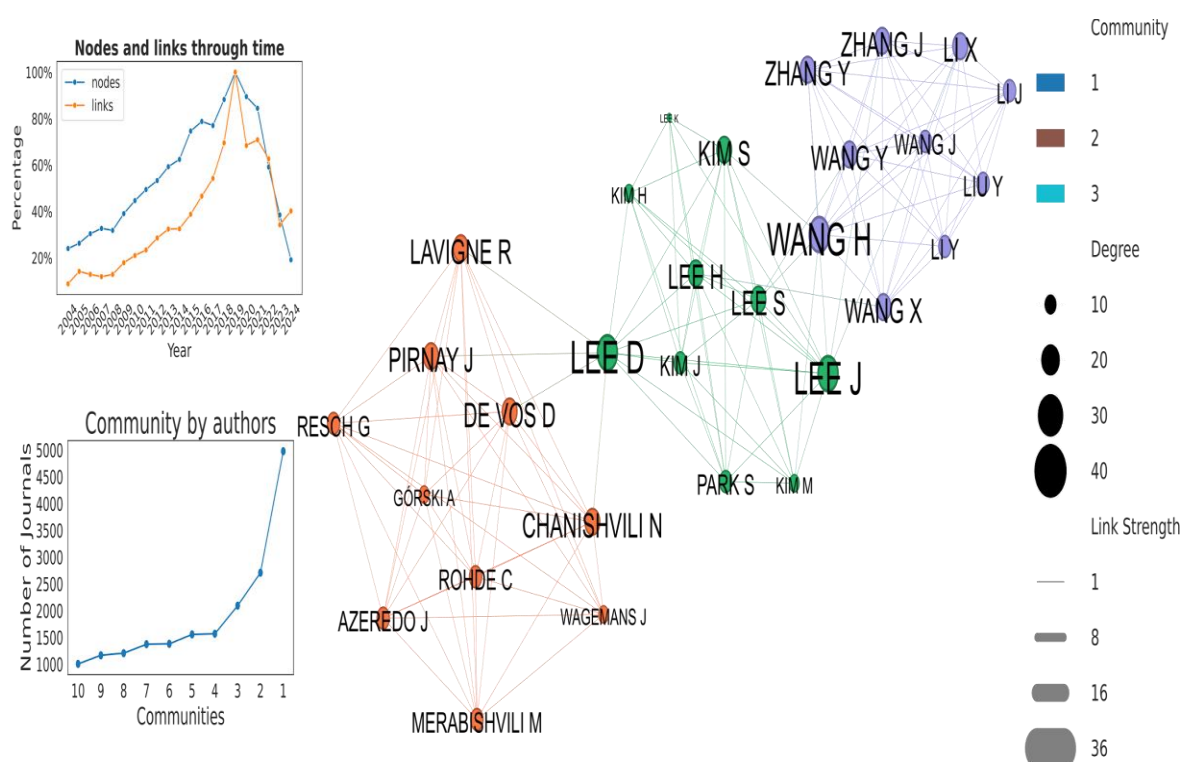 Nodes and links through time
100%
80%
60%
40%
20%
Percentage
nodes
links
2004
2005
2006
2007
2008
2009
2010
2011
2012
2013
2014
2015
2016
2017
2018
2019
2020
2021
2022
2023
2024
Year
Community by authors
5000
4500
4000
3500
3000
2500
2000
1500
1000
Number of Journals
10 9 8 7 6 5 4 3 2 1
Communities
ZHANG J
LI X
ZHANG Y
LI J
LEE K
WANG J
KIM S
WANG Y
LIU Y
KIM H
WANG H
LI Y
LAVIGNE R
LEE H
LEE S
WANG X
PIRNAY J
LEE D
KIM J
LEE J
DE VOS D
RESCH G
PARK S
KIM M
GÓRSKI A
CHANISHVILI N
ROHDE C
AZEREDO J
WAGEMANS J
MERABISHVILI M
Community
1
2
3
Degree
10
20
30
40
Link Strength
1
8
16
36